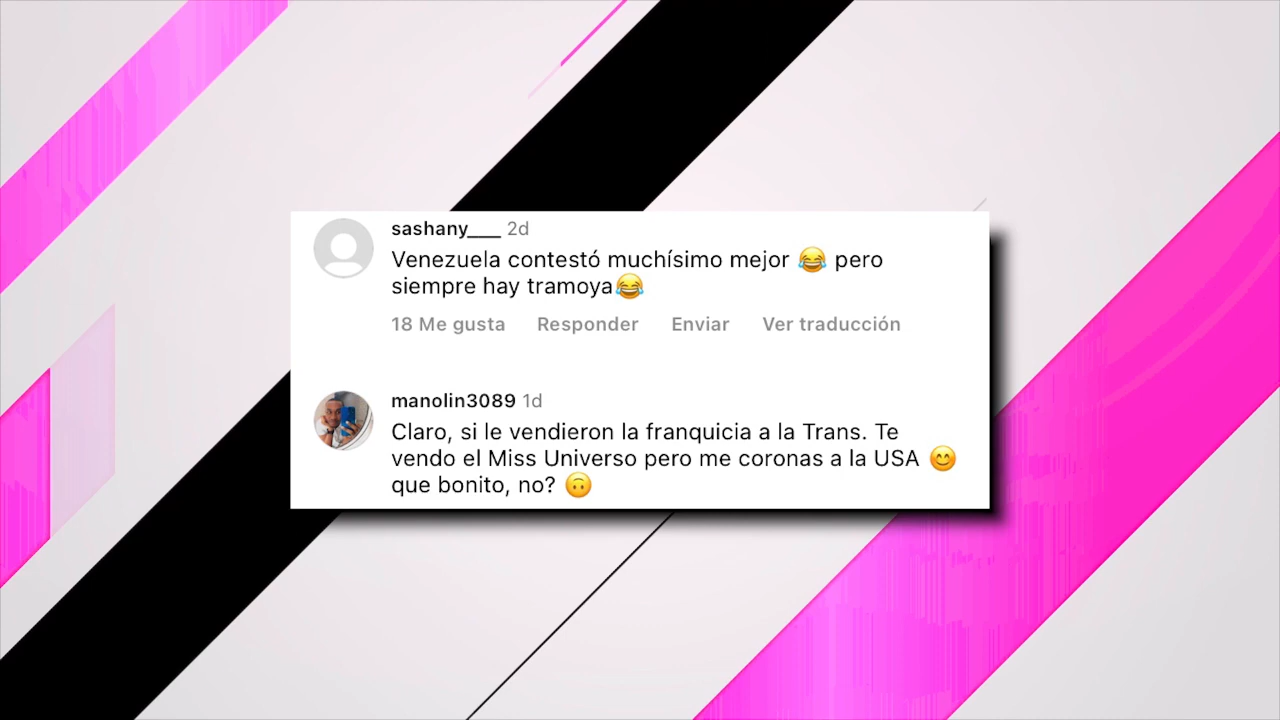 sashany___ 2d
Venezuela contestó muchísimo mejor 😂 pero
siempre hay tramoya😂
18 Me gusta Responder Enviar Ver traducción
manolin3089 1d
Claro, si le vendieron la franquicia a la Trans. Te
vendo el Miss Universo pero me coronas a la USA 😊
que bonito, no? 🙃